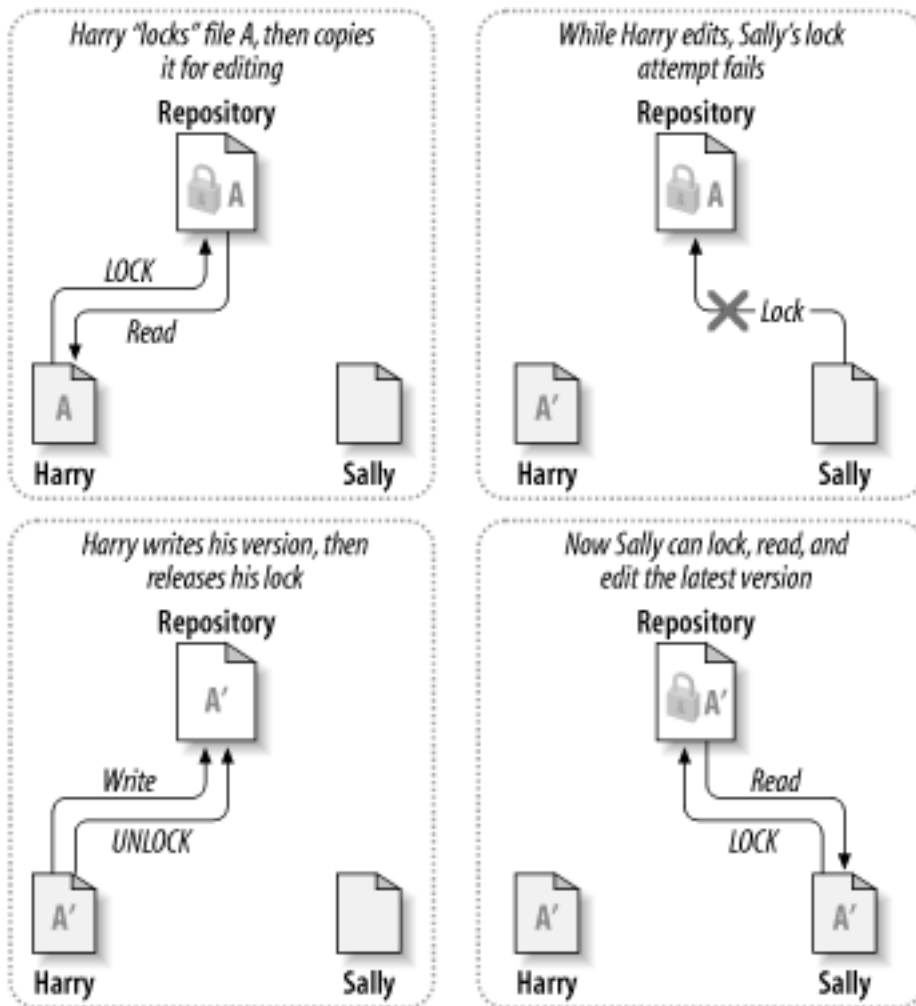 Harry “locks” file A, then copies
it for editing
Repository
A
LOCK
Read
A
Harry
Sally
While Harry edits, Sally’s lock
attempt fails
Repository
A
Lock
A′
Harry
Sally
Harry writes his version, then
releases his lock
Repository
A′
Write
UNLOCK
A′
Harry
Sally
Now Sally can lock, read, and
edit the latest version
Repository
A′
Read
LOCK
A′
A′
Harry
Sally